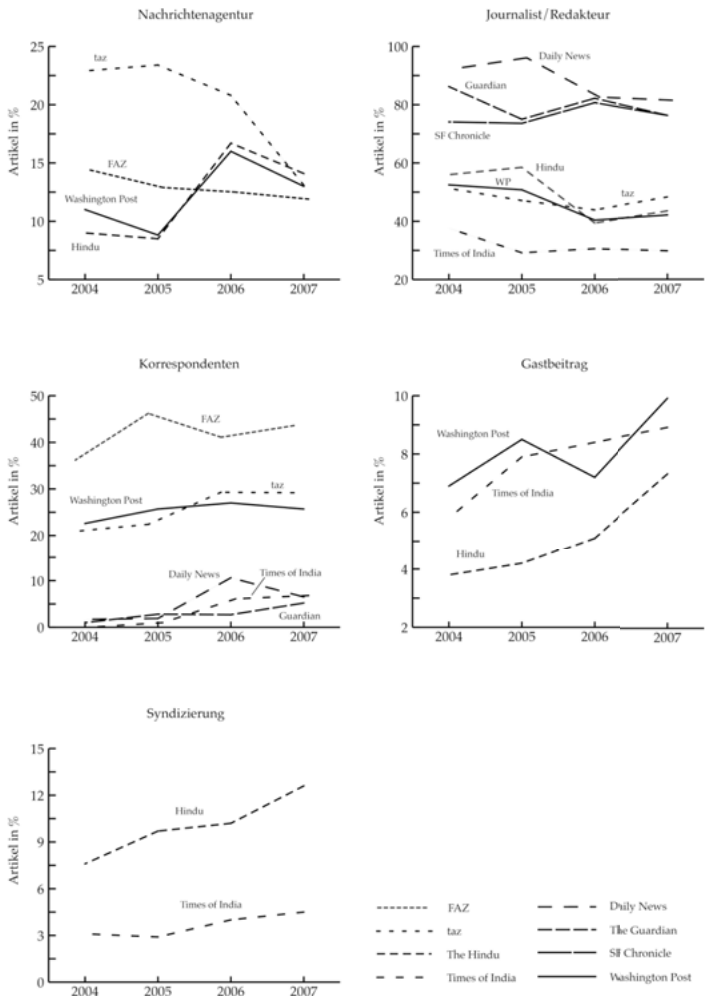 Nachrichtenagentur
Artikel in %
25
20
15
10
5
2004 2005 2006 2007
taz
FAZ
Washington Post
Hindu
Journalist/Redakteur
Artikel in %
100
80
60
40
20
2004 2005 2006 2007
Daily News
Guardian
SF Chronicle
Hindu
WP
taz
Times of India
Korrespondenten
Artikel in %
50
40
30
20
10
0
2004 2005 2006 2007
FAZ
taz
Washington Post
Daily News
Times of India
Guardian
Gastbeitrag
Artikel in %
10
8
6
4
2
2004 2005 2006 2007
Washington Post
Times of India
Hindu
Syndizierung
Artikel in %
15
12
9
6
3
0
2004 2005 2006 2007
Hindu
Times of India
FAZ
taz
The Hindu
Times of India
Daily News
The Guardian
SF Chronicle
Washington Post